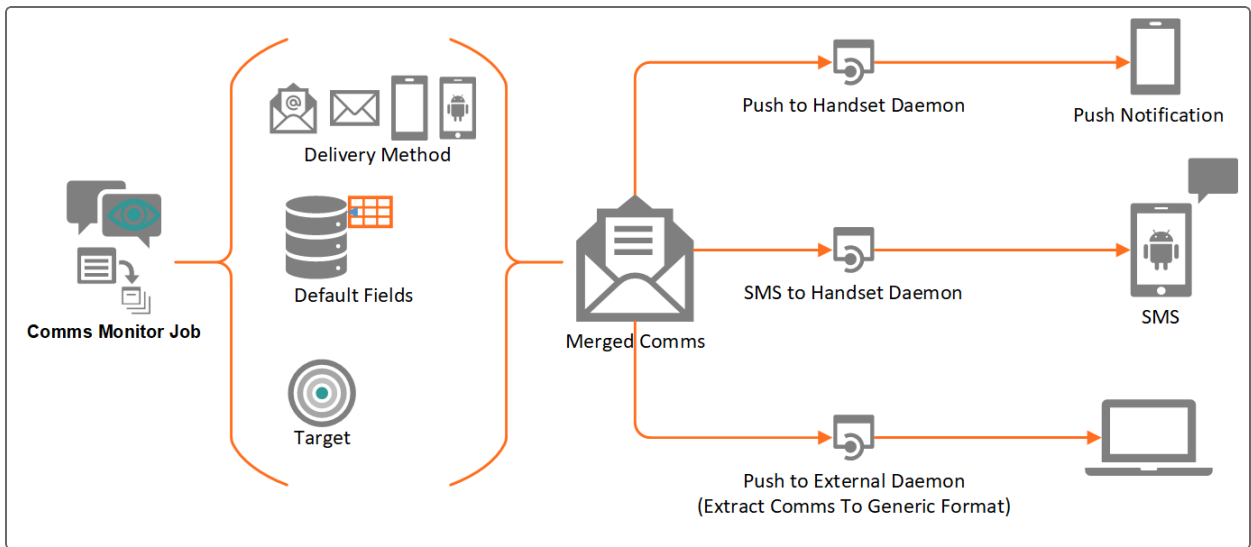 Comms Monitor Job
@
Delivery Method
Default Fields
Target
Merged Comms
Push to Handset Daemon
Push Notification
SMS to Handset Daemon
SMS
Push to External Daemon
(Extract Comms To Generic Format)